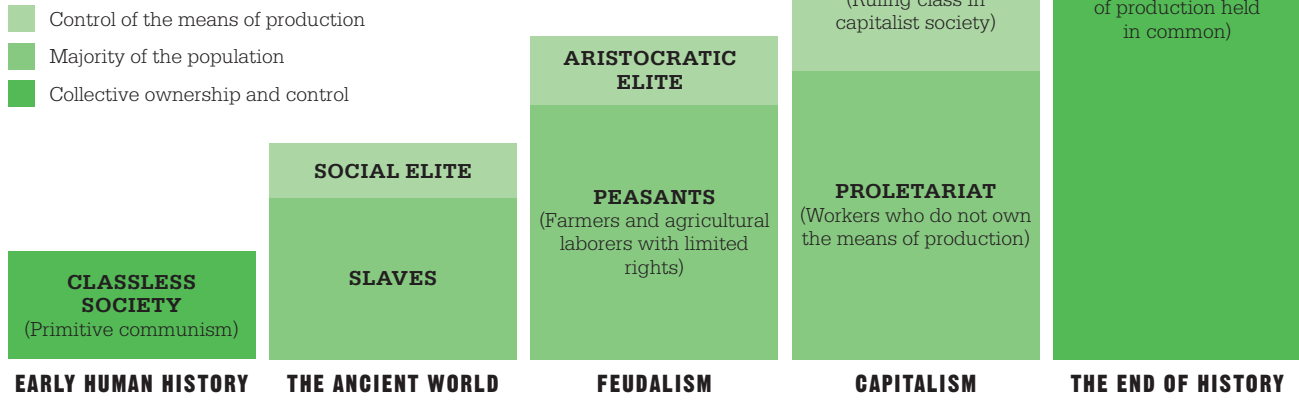 Control of the means of production
Majority of the population
Collective ownership and control
CLASSLESS
SOCIETY
(Primitive communism)
EARLY HUMAN HISTORY
SOCIAL ELITE
SLAVES
THE ANCIENT WORLD
ARISTOCRATIC
ELITE
PEASANTS
(Farmers and agricultural
laborers with limited
rights)
FEUDALISM
(Ruling class in
capitalist society)
PROLETARIAT
(Workers who do not own
the means of production)
CAPITALISM
of production held
in common)
THE END OF HISTORY